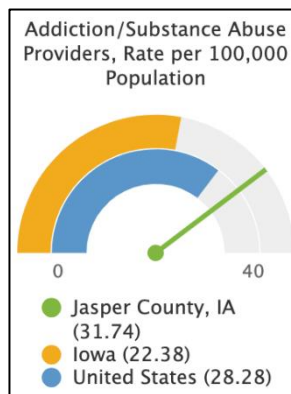 Addiction/Substance Abuse
Providers, Rate per 100,000
Population
0
40
Jasper County, IA
(31.74)
Iowa (22.38)
United States (28.28)